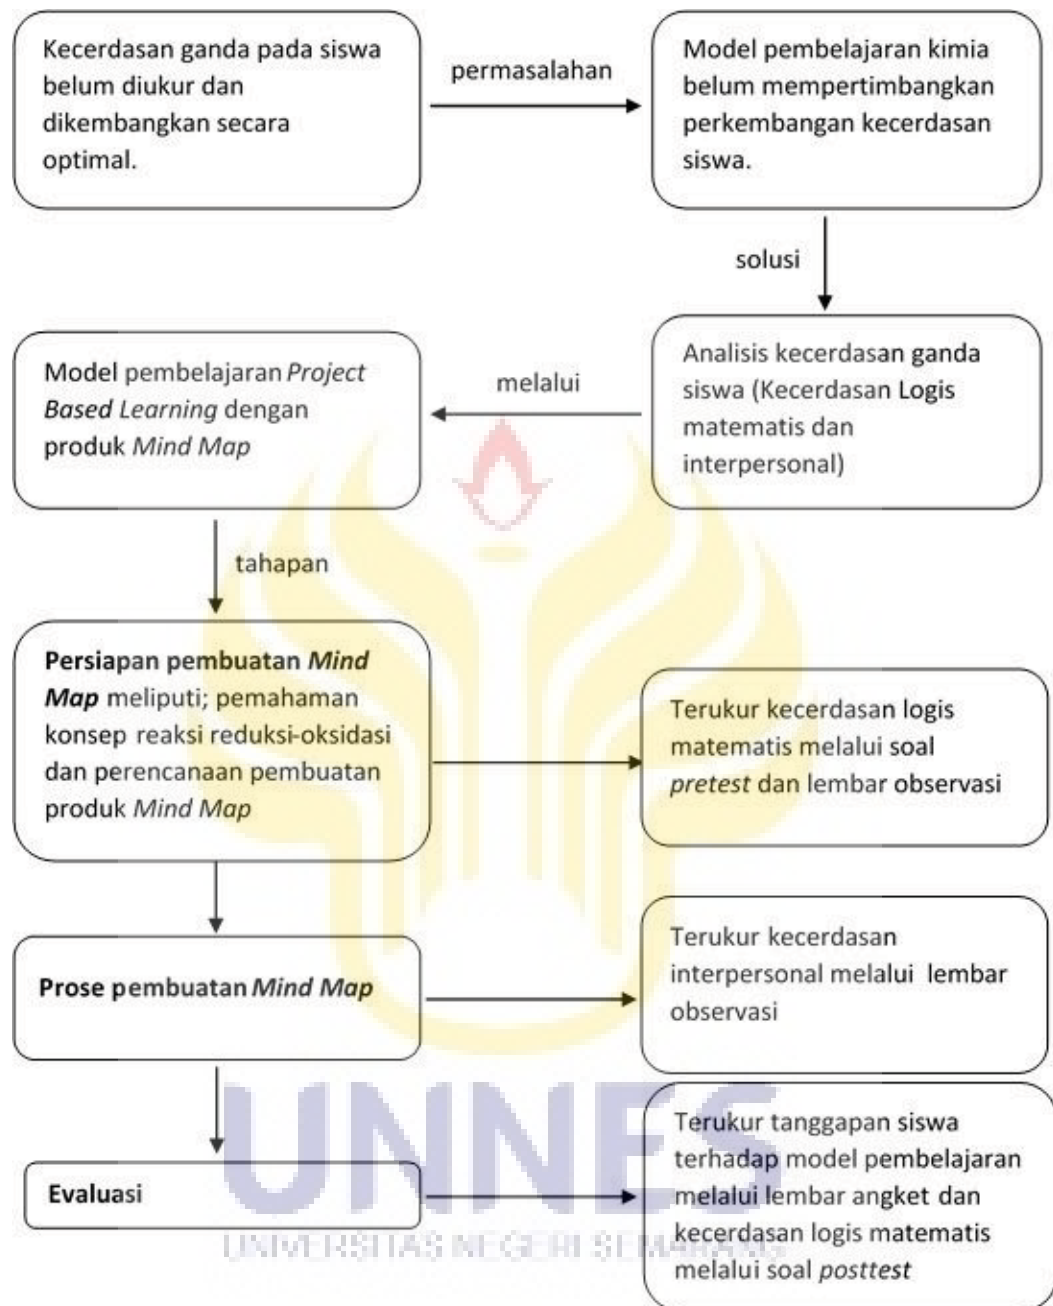 Kecerdasan ganda pada siswa
belum diukur dan
dikembangkan secara
optimal.
permasalahan
Model pembelajaran kimia
belum mempertimbangkan
perkembangan kecerdasan
siswa.
solusi
Analisis kecerdasan ganda
siswa (Kecerdasan Logis
matematis dan
interpersonal)
melalui
Model pembelajaran Project
Based Learning dengan
produk Mind Map
tahapan
Persiapan pembuatan Mind
Map meliputi; pemahaman
konsep reaksi reduksi-oksidasi
dan perencanaan pembuatan
produk Mind Map
Terukur kecerdasan logis
matematis melalui soal
pretest dan lembar observasi
Prose pembuatan Mind Map
Terukur kecerdasan
interpersonal melalui lembar
observasi
Evaluasi
Terukur tanggapan siswa
terhadap model pembelajaran
melalui lembar angket dan
kecerdasan logis matematis
melalui soal posttest
UNNES
UNIVERSITAS NEGERI SEMARANG